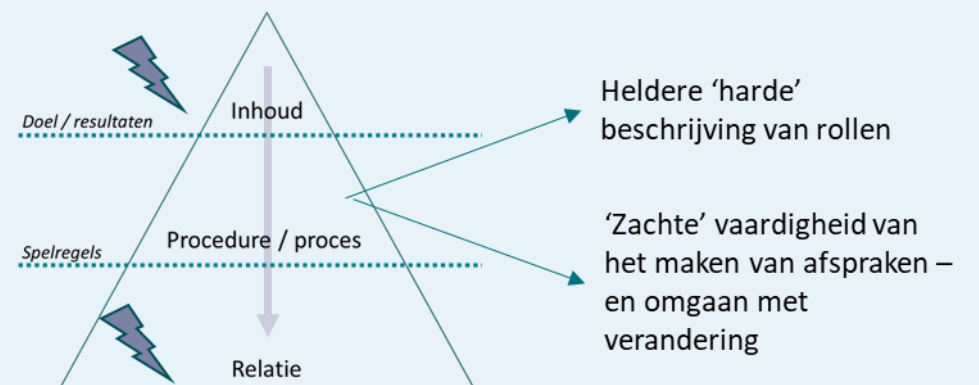 Inhoud
Doel / resultaten
Procedure / proces
Spelregels
Relatie
Heldere ‘harde’
beschrijving van rollen
‘Zachte’ vaardigheid van
het maken van afspraken –
en omgaan met
verandering